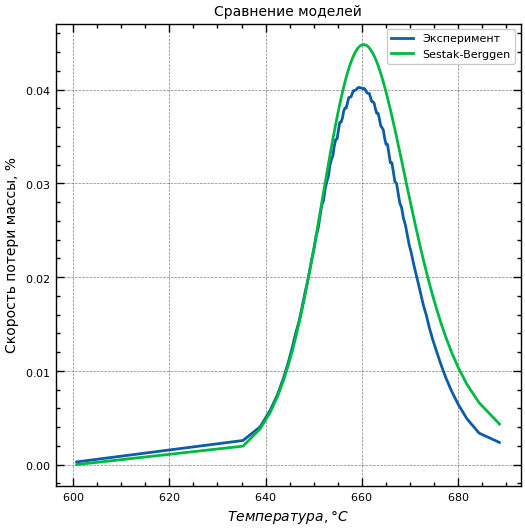 Сравнение моделей
Эксперимент
Sestak-Berggen
Скорость потери массы, %
0.04
0.03
0.02
0.01
0.00
600 620 640 660 680
Температура, °C